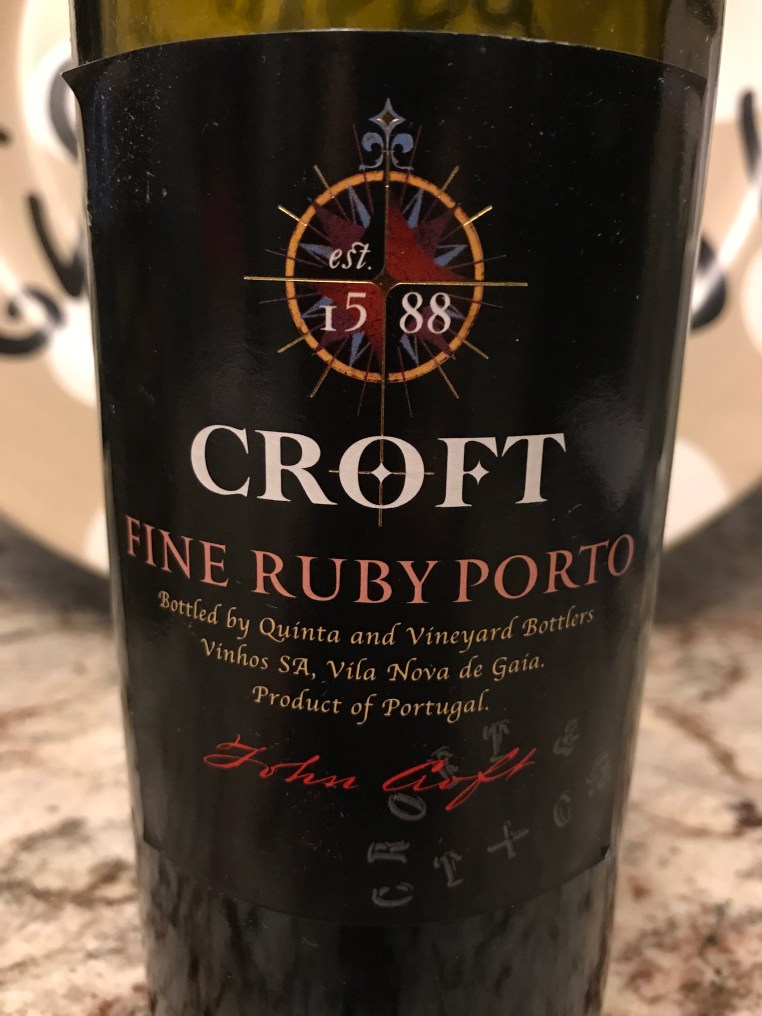 est.
15 88
CROFT
FINE RUBY PORTO
Bottled by Quinta and Vineyard Bottlers
Vinhos SA, Vila Nova de Gaia.
Product of Portugal.
John Croft
CROFT &